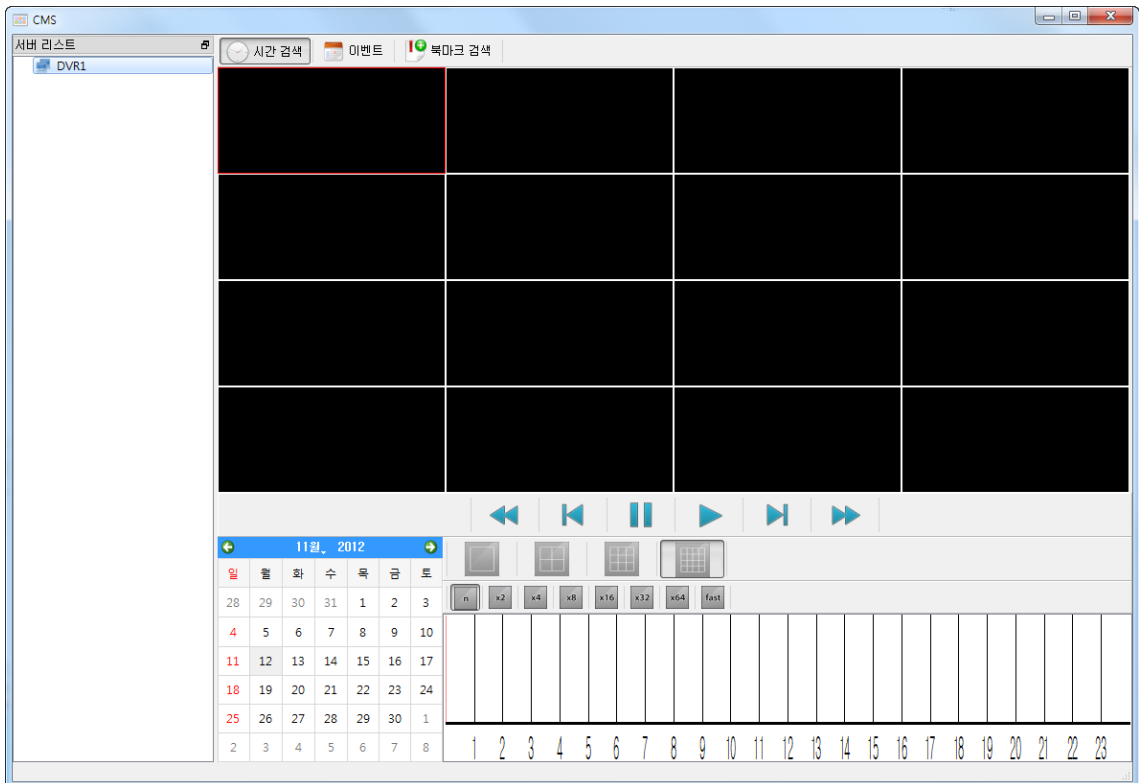 CMS
서버 리스트
DVR1
시간 검색 이벤트 북마크 검색
11월, 2012
일 월 화 수 목 금 토
28 29 30 31 1 2 3
4 5 6 7 8 9 10
11 12 13 14 15 16 17
18 19 20 21 22 23 24
25 26 27 28 29 30 1
2 3 4 5 6 7 8
n x2 x4 x8 x16 x32 x64 fast
1 2 3 4 5 6 7 8 9 10 11 12 13 14 15 16 17 18 19 20 21 22 23